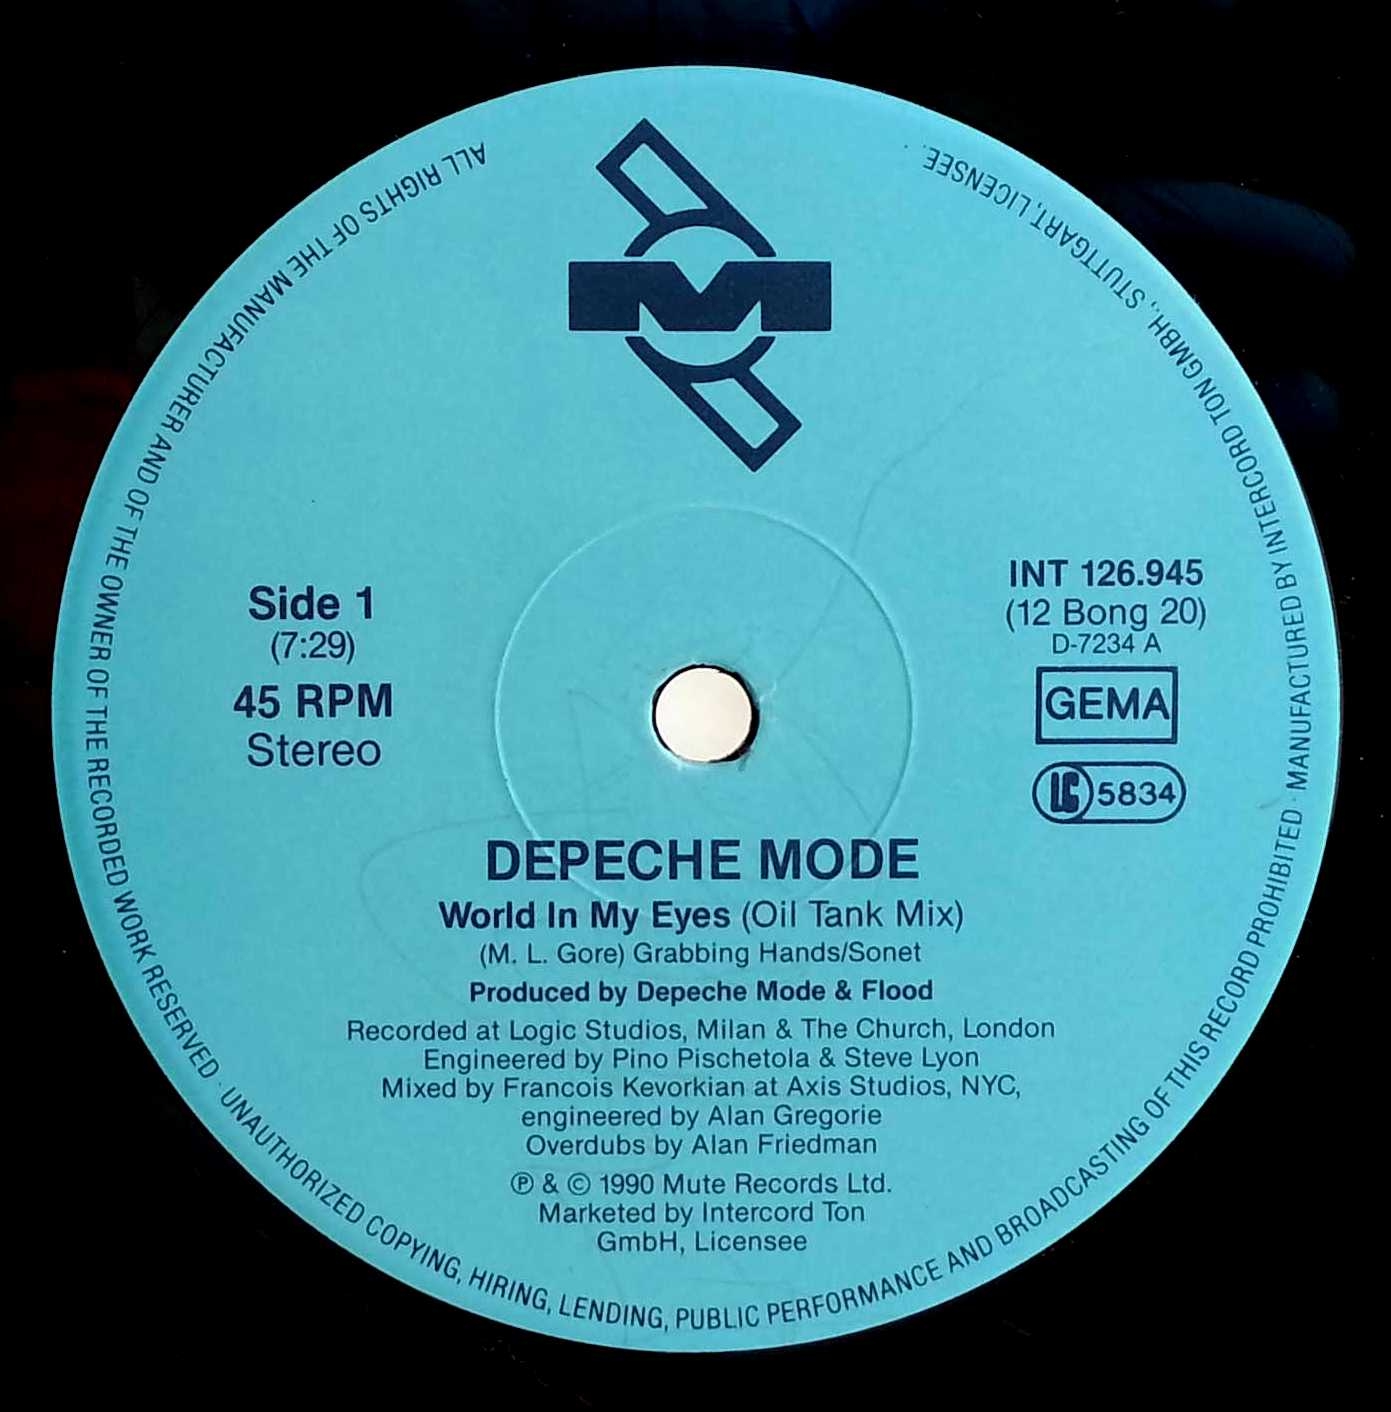 ALL RIGHTS OF THE MANUFACTURER AND OF THE OWNER OF THE RECORDED WORK RESERVED · UNAUTHORIZED COPYING, HIRING, LENDING, PUBLIC PERFORMANCE AND BROADCASTING OF THIS RECORD PROHIBITED · MANUFACTURED BY INTERCORD TON GMBH., STUTTGART, LICENSEE.
M
Side 1
(7:29)
45 RPM
Stereo
INT 126.945
(12 Bong 20)
D-7234 A
GEMA
LC 5834
DEPECHE MODE
World In My Eyes (Oil Tank Mix)
(M. L. Gore) Grabbing Hands/Sonet
Produced by Depeche Mode & Flood
Recorded at Logic Studios, Milan & The Church, London
Engineered by Pino Pischetola & Steve Lyon
Mixed by Francois Kevorkian at Axis Studios, NYC,
engineered by Alan Gregorie
Overdubs by Alan Friedman
℗ & © 1990 Mute Records Ltd.
Marketed by Intercord Ton
GmbH, Licensee